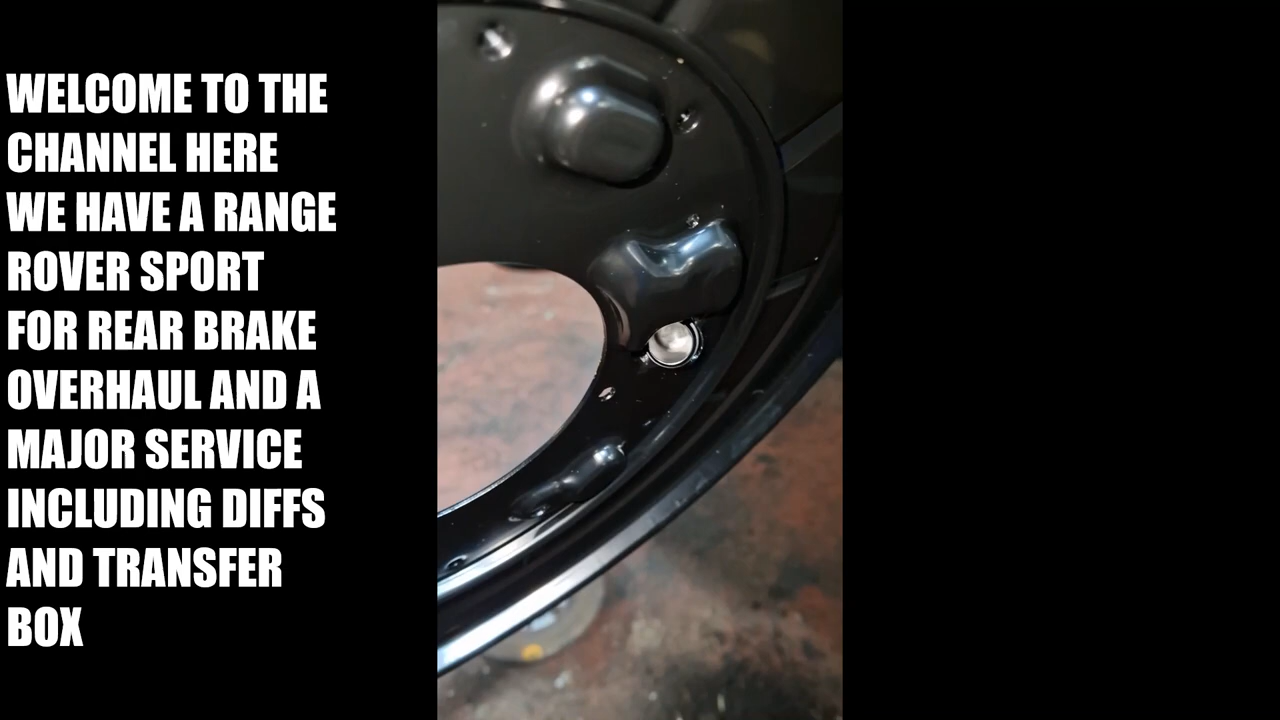 WELCOME TO THE
CHANNEL HERE
WE HAVE A RANGE
ROVER SPORT
FOR REAR BRAKE
OVERHAUL AND A
MAJOR SERVICE
INCLUDING DIFFS
AND TRANSFER
BOX